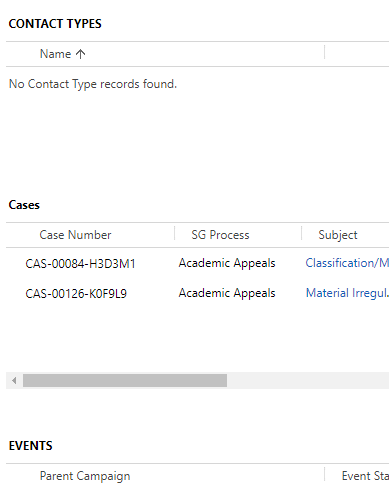 CONTACT TYPES
Name ↑
No Contact Type records found.
Cases
Case Number SG Process Subject
CAS-00084-H3D3M1 Academic Appeals Classification/M
CAS-00126-K0F9L9 Academic Appeals Material Irregul.
EVENTS
Parent Campaign Event Sta